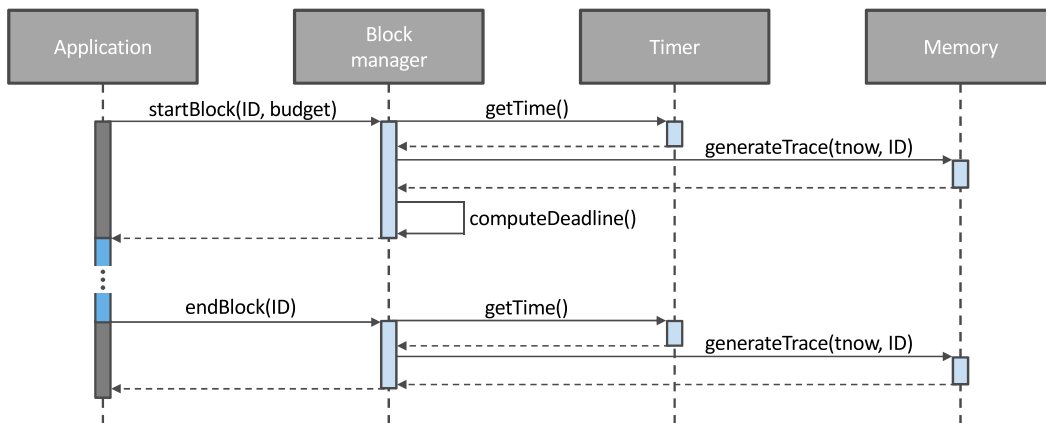 Application
Block
manager
Timer
Memory
startBlock(ID, budget)
getTime()
generateTrace(tnow, ID)
computeDeadline()
endBlock(ID)
getTime()
generateTrace(tnow, ID)